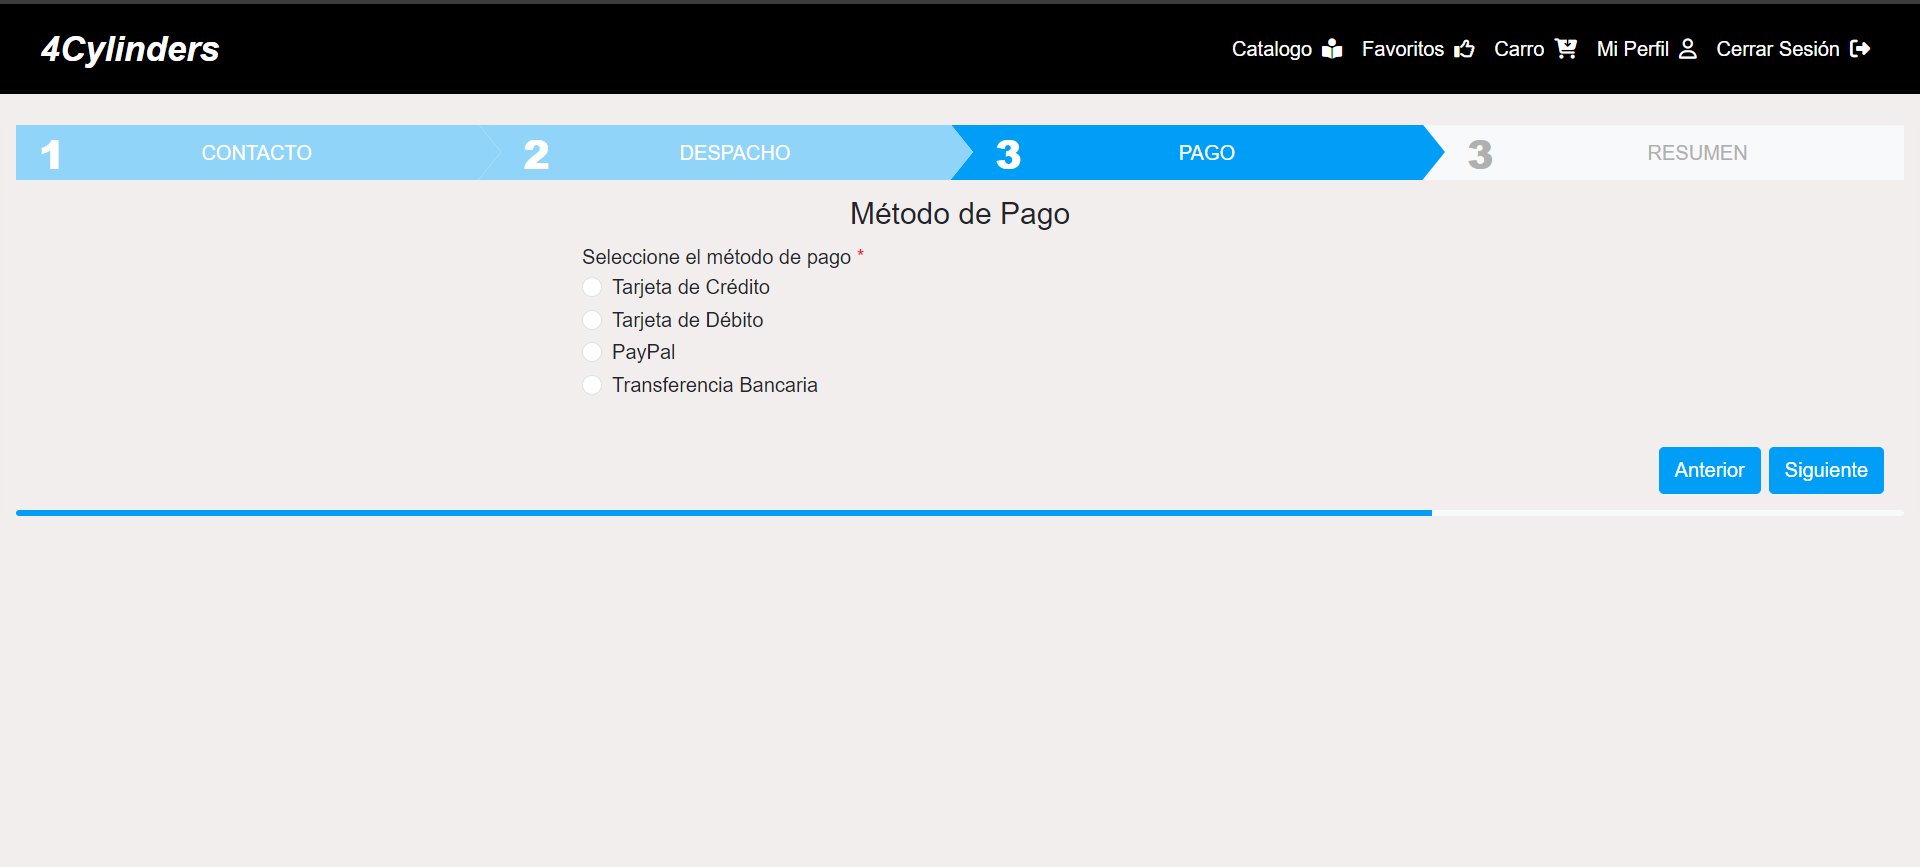 4Cylinders
Catalogo Favoritos Carro Mi Perfil Cerrar Sesión
1 CONTACTO 2 DESPACHO 3 PAGO 3 RESUMEN
Método de Pago
Seleccione el método de pago *
Tarjeta de Crédito
Tarjeta de Débito
PayPal
Transferencia Bancaria
Anterior Siguiente